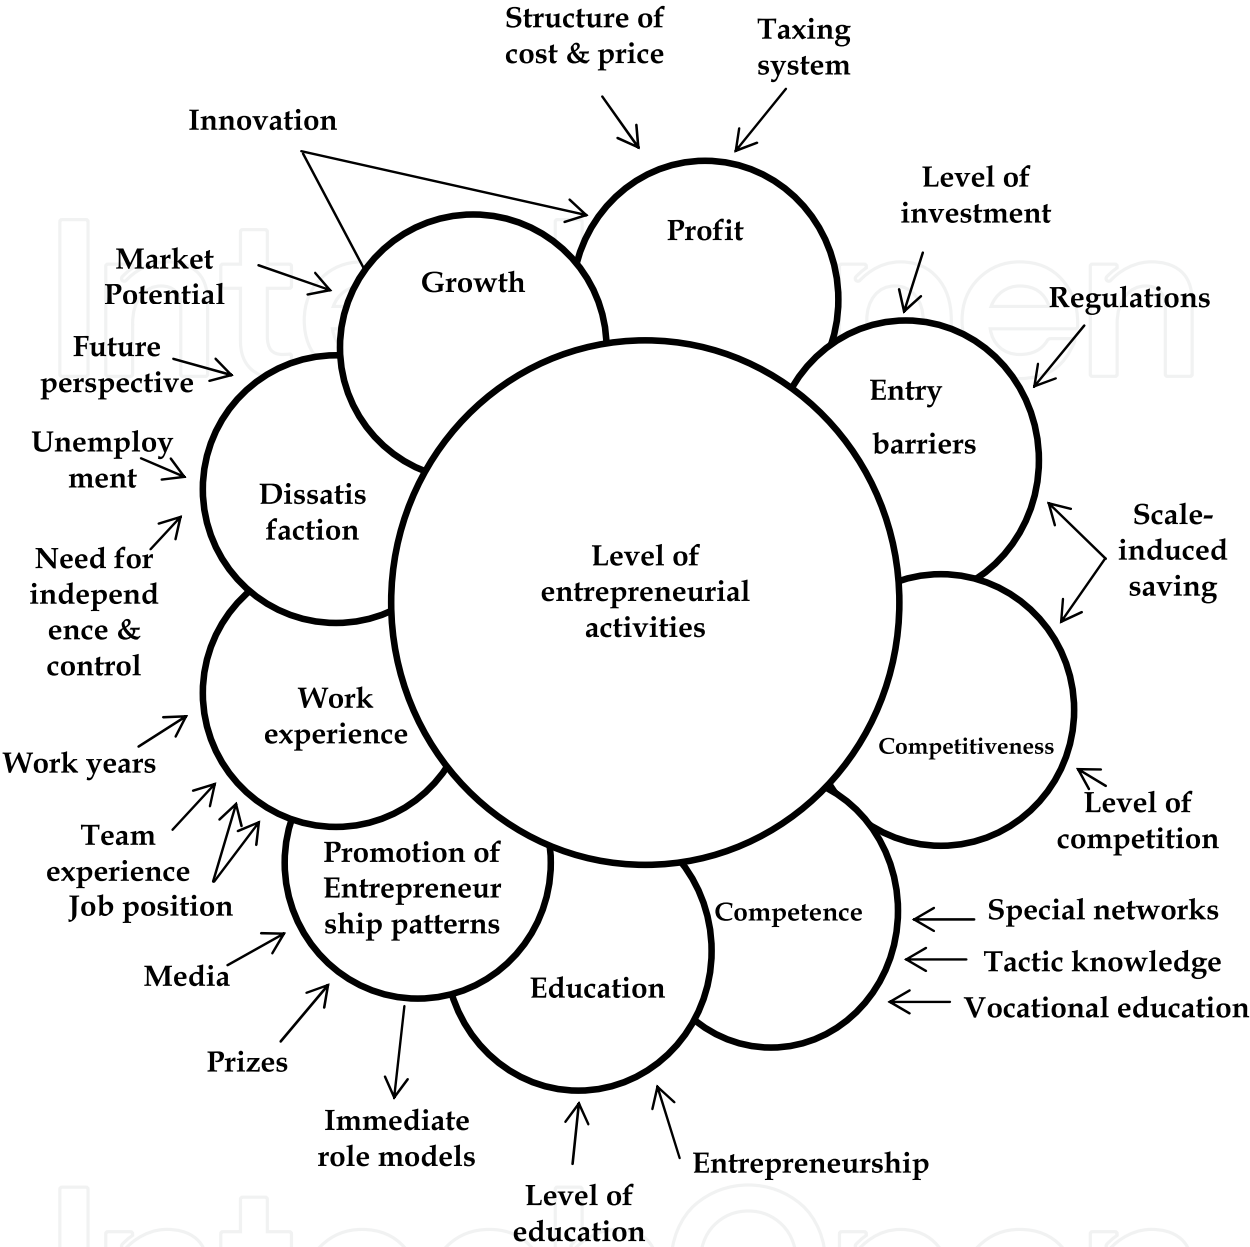 Structure of
cost & price
Taxing
system
Innovation
Level of
investment
Profit
Market
Potential
Growth
Regulations
Future
perspective
Entry
barriers
Unemploy
ment
Dissatis
faction
Scale-
induced
saving
Need for
independ
ence &
control
Level of
entrepreneurial
activities
Work
experience
Work years
Competitiveness
Team
experience
Job position
Level of
competition
Promotion of
Entrepreneur
ship patterns
Competence
Special networks
Tactic knowledge
Vocational education
Media
Education
Prizes
Immediate
role models
Entrepreneurship
Level of
education
IntechOpen
IntechOpen